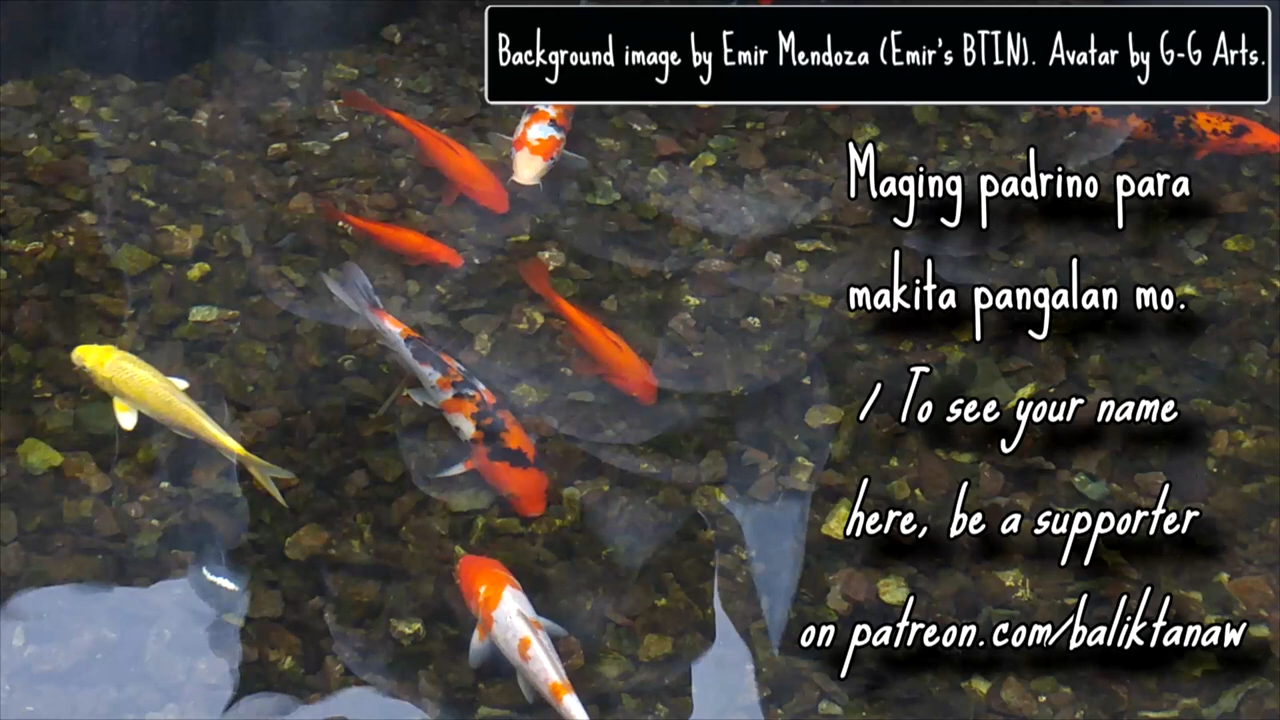 Background image by Emir Mendoza (Emir's BTIN). Avatar by G-G Arts.
Maging padrino para
makita pangalan mo.
/ To see your name
here, be a supporter
on patreon.com/baliktanaw